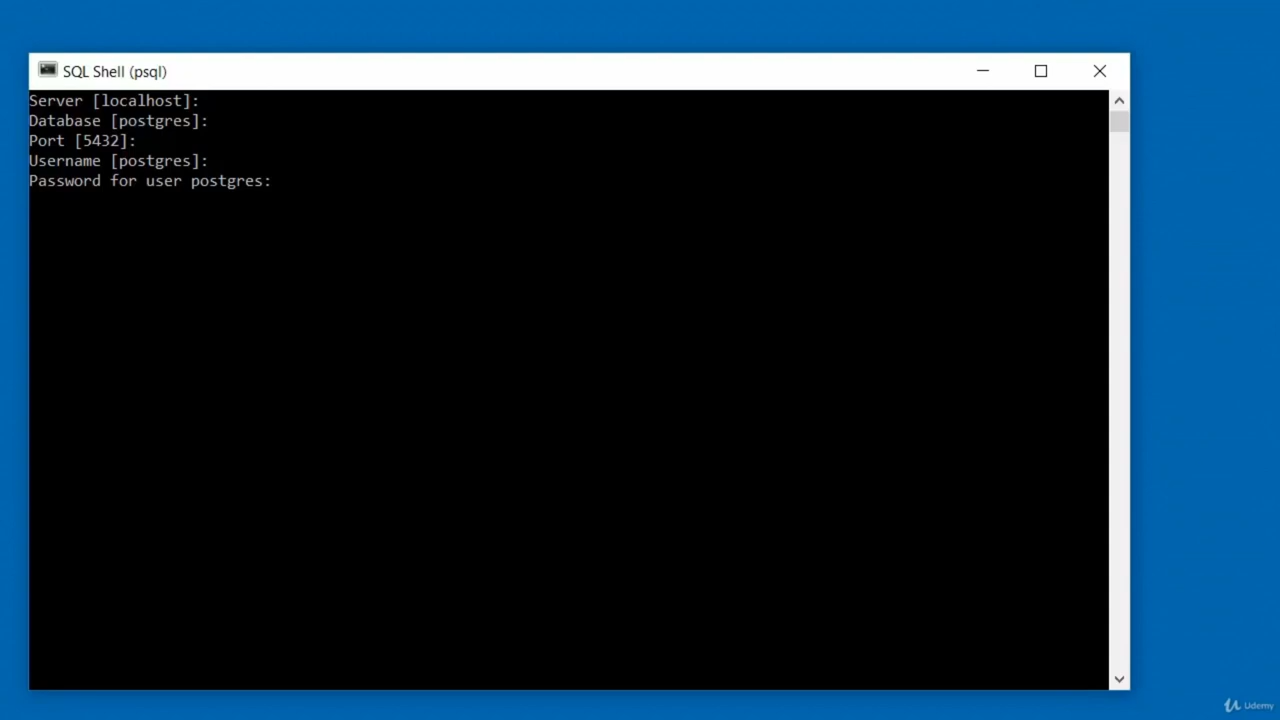 SQL Shell (psql)
Server [localhost]:
Database [postgres]:
Port [5432]:
Username [postgres]:
Password for user postgres:
Udemy